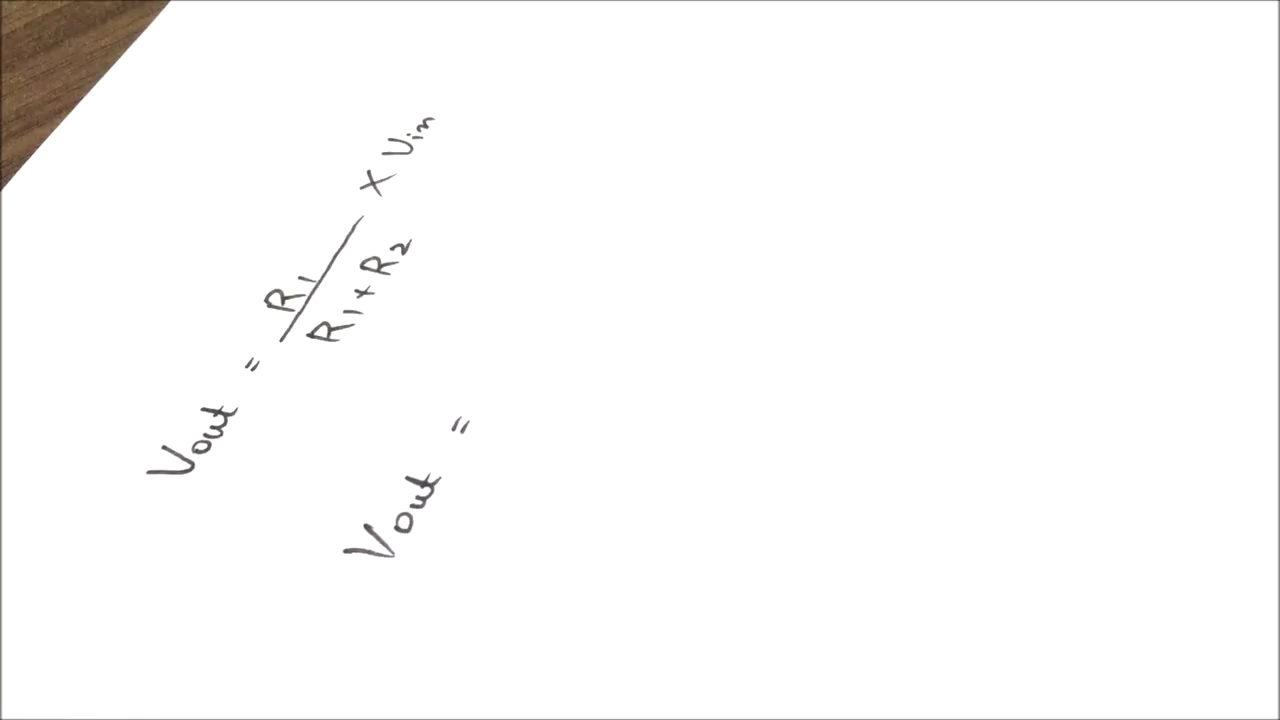 Vout = R1 / R1 + R2 × Vin
Vout =